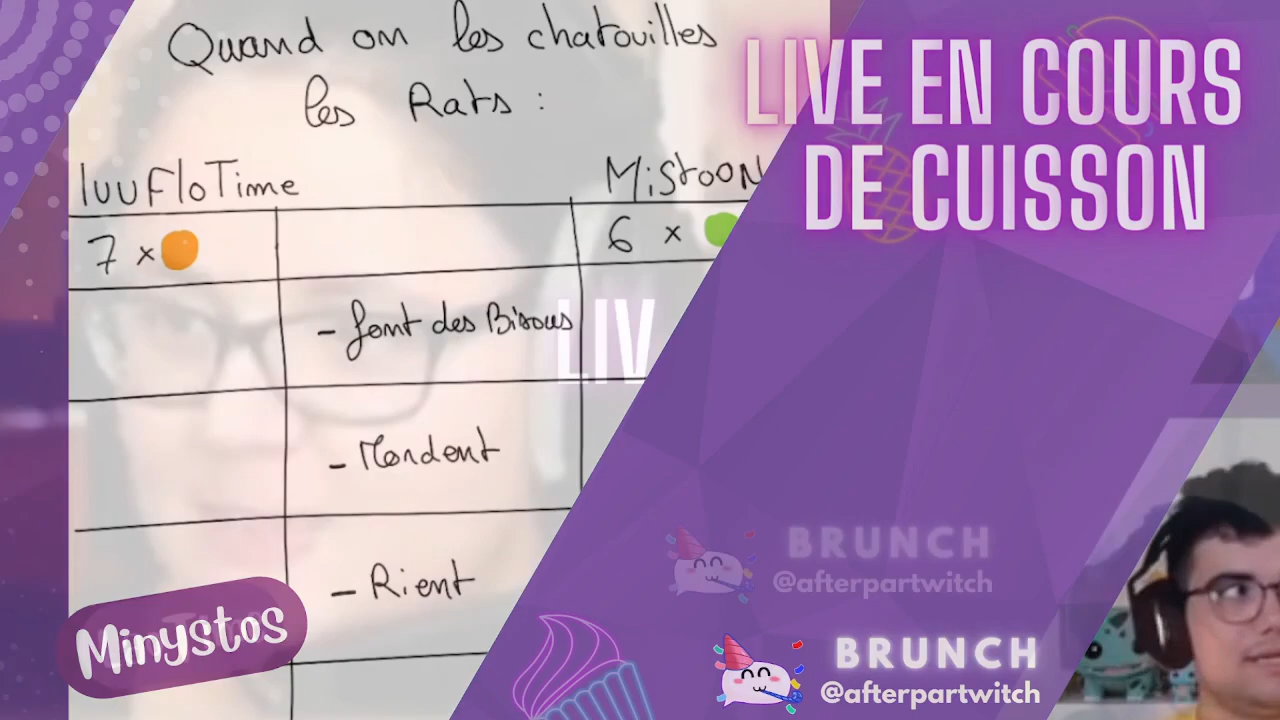 Quand on les chatouilles
les Rats :
luuFloTime
MiSTOON
7 x
6 x
- font des Bisous
- Mordent
- Rient
LIVE EN COURS
DE CUISSON
LIV
Minystos
BRUNCH
@afterpartwitch
BRUNCH
@afterpartwitch